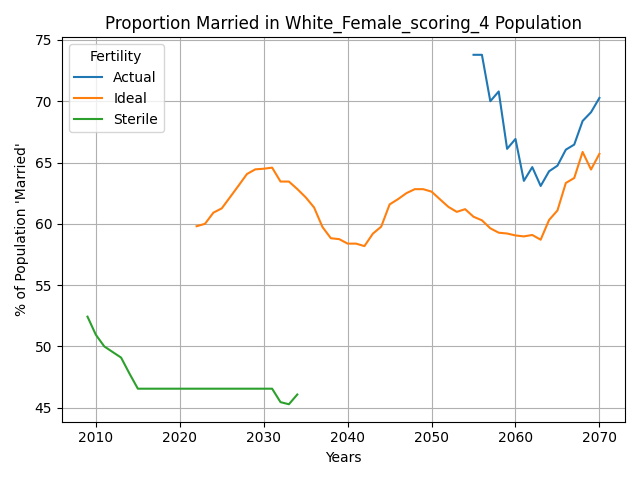 Proportion Married in White_Female_scoring_4 Population
Fertility
Actual
Ideal
Sterile
% of Population 'Married'
75
70
65
60
55
50
45
2010
2020
2030
2040
2050
2060
2070
Years